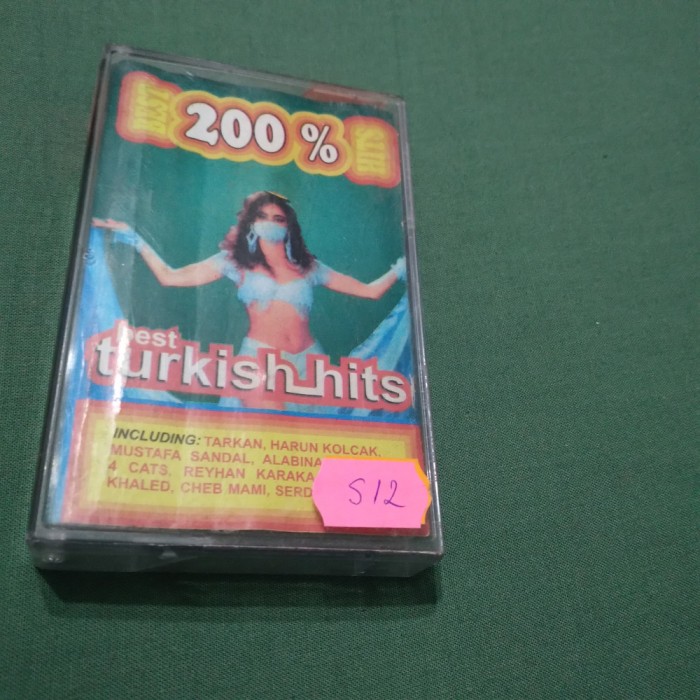 BEST
200 %
HITS
best
turkish hits
INCLUDING: TARKAN, HARUN KOLCAK,
MUSTAFA SANDAL, ALABINA
4 CATS, REYHAN KARAKA
KHALED, CHEB MAMI, SERD
S12